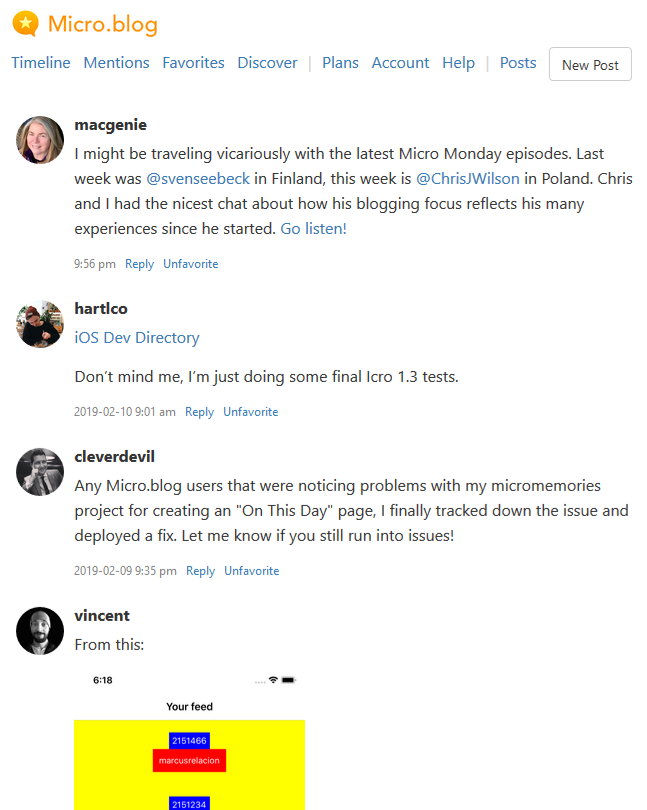 Micro.blog
Timeline Mentions Favorites Discover | Plans Account Help | Posts New Post
macgenie
I might be traveling vicariously with the latest Micro Monday episodes. Last
week was @svenseebeck in Finland, this week is @ChrisJWilson in Poland. Chris
and I had the nicest chat about how his blogging focus reflects his many
experiences since he started. Go listen!
9:56 pm Reply Unfavorite
hartlco
iOS Dev Directory
Don't mind me, I'm just doing some final Icro 1.3 tests.
2019-02-10 9:01 am Reply Unfavorite
cleverdevil
Any Micro.blog users that were noticing problems with my micromemories
project for creating an "On This Day" page, I finally tracked down the issue and
deployed a fix. Let me know if you still run into issues!
2019-02-09 9:35 pm Reply Unfavorite
vincent
From this:
6:18
Your feed
2151466
marcusrelacion
2151234